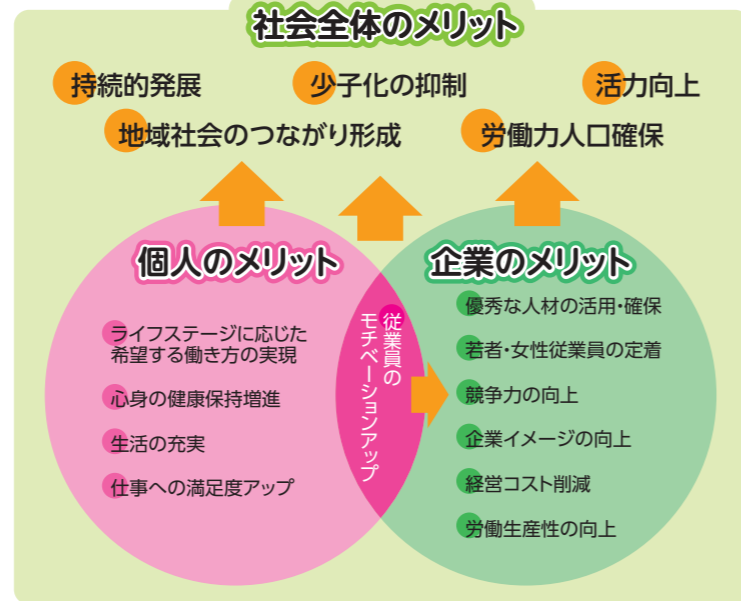 社会全体のメリット
持続的発展
少子化の抑制
活力向上
地域社会のつながり形成
労働力人口確保
個人のメリット
ライフステージに応じた
希望する働き方の実現
心身の健康保持増進
生活の充実
仕事への満足度アップ
従業員の
モチベーションアップ
企業のメリット
優秀な人材の活用・確保
若者・女性従業員の定着
競争力の向上
企業イメージの向上
経営コスト削減
労働生産性の向上